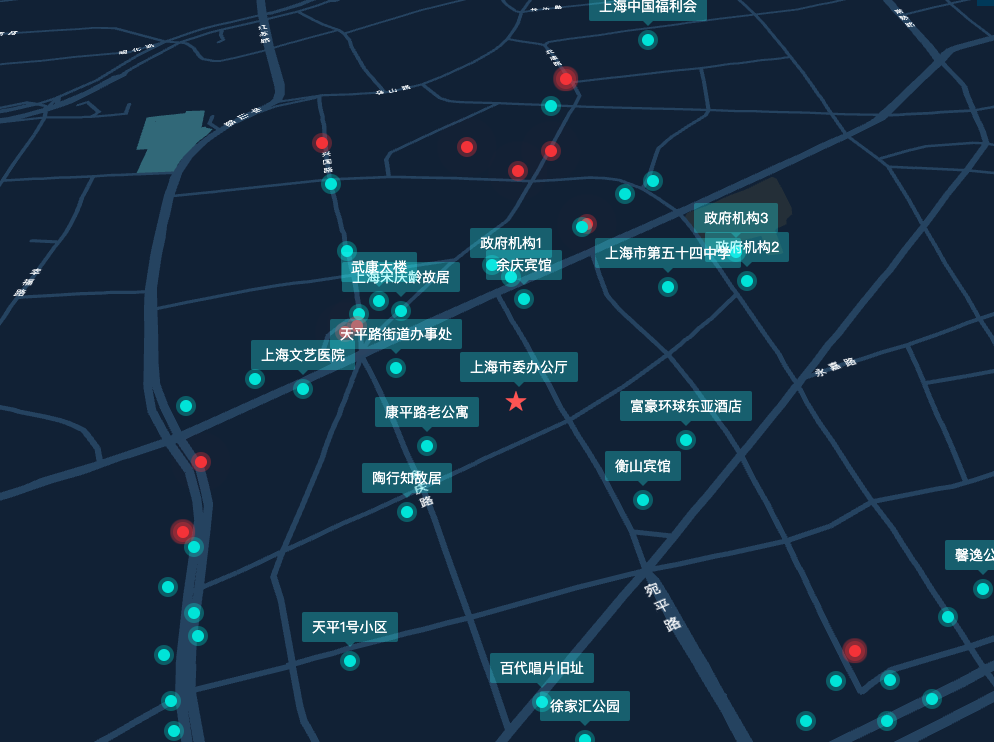 上海中国福利会
政府机构3
政府机构1
政府机构2
上海市第五十四中学
余庆宾馆
武康大楼
上海宋庆龄故居
天平路街道办事处
上海文艺医院
上海市委办公厅
永嘉路
康平路老公寓
富豪环球东亚酒店
衡山宾馆
陶行知故居
庆路
馨逸公
宛平路
天平1号小区
百代唱片旧址
徐家汇公园